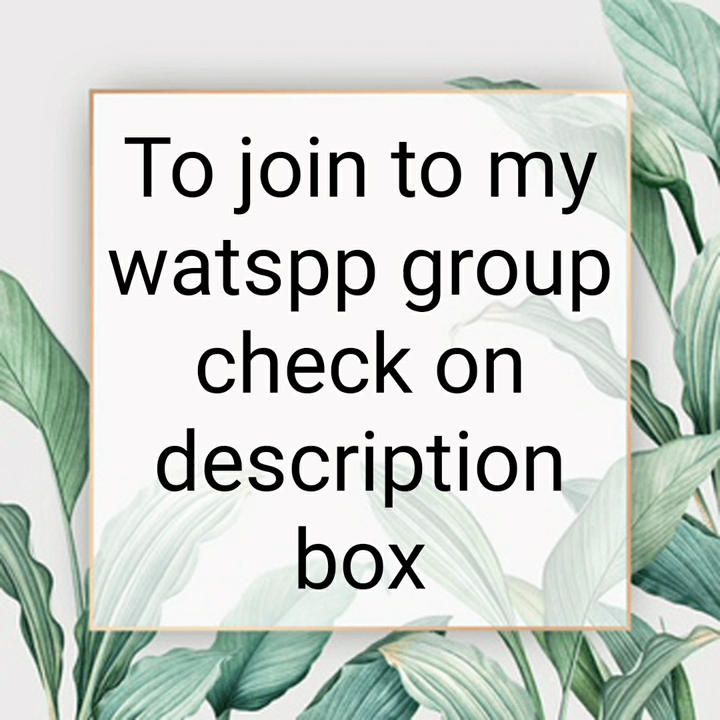 To join to my
watspp group
check on
description
box